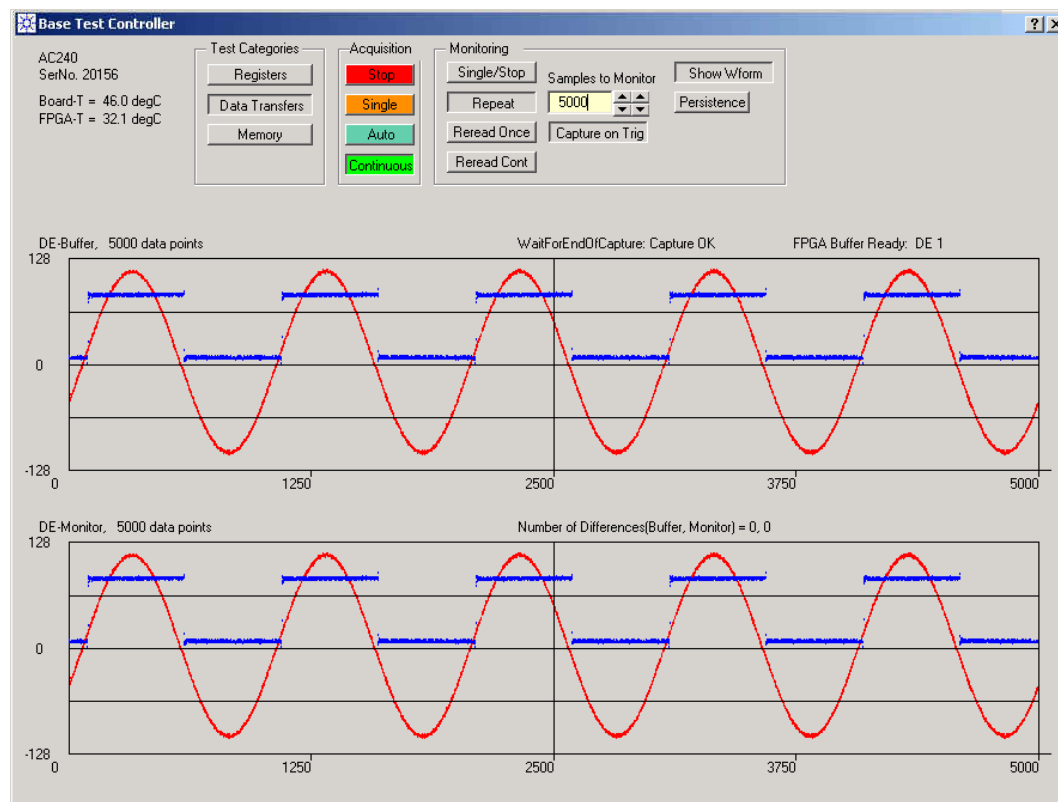 Base Test Controller
AC240
SerNo. 20156
Board-T = 46.0 degC
FPGA-T = 32.1 degC
Test Categories
Registers
Data Transfers
Memory
Acquisition
Stop
Single
Auto
Continuous
Monitoring
Single/Stop
Repeat
Reread Once
Reread Cont
Samples to Monitor
5000
Capture on Trig
Show Wform
Persistence
DE-Buffer, 5000 data points
WaitForEndOfCapture: Capture OK
FPGA Buffer Ready: DE 1
128
0
-128
0
1250
2500
3750
5000
DE-Monitor, 5000 data points
Number of Differences(Buffer, Monitor) = 0, 0
128
0
-128
0
1250
2500
3750
5000